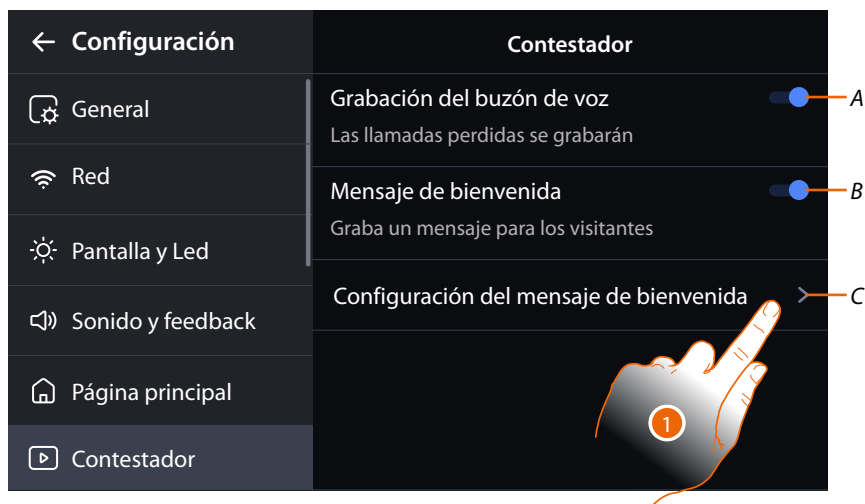 Configuración
General
Red
Pantalla y Led
Sonido y feedback
Página principal
Contestador
Contestador
Grabación del buzón de voz
A
Las llamadas perdidas se grabarán
Mensaje de bienvenida
B
Graba un mensaje para los visitantes
Configuración del mensaje de bienvenida
C
1